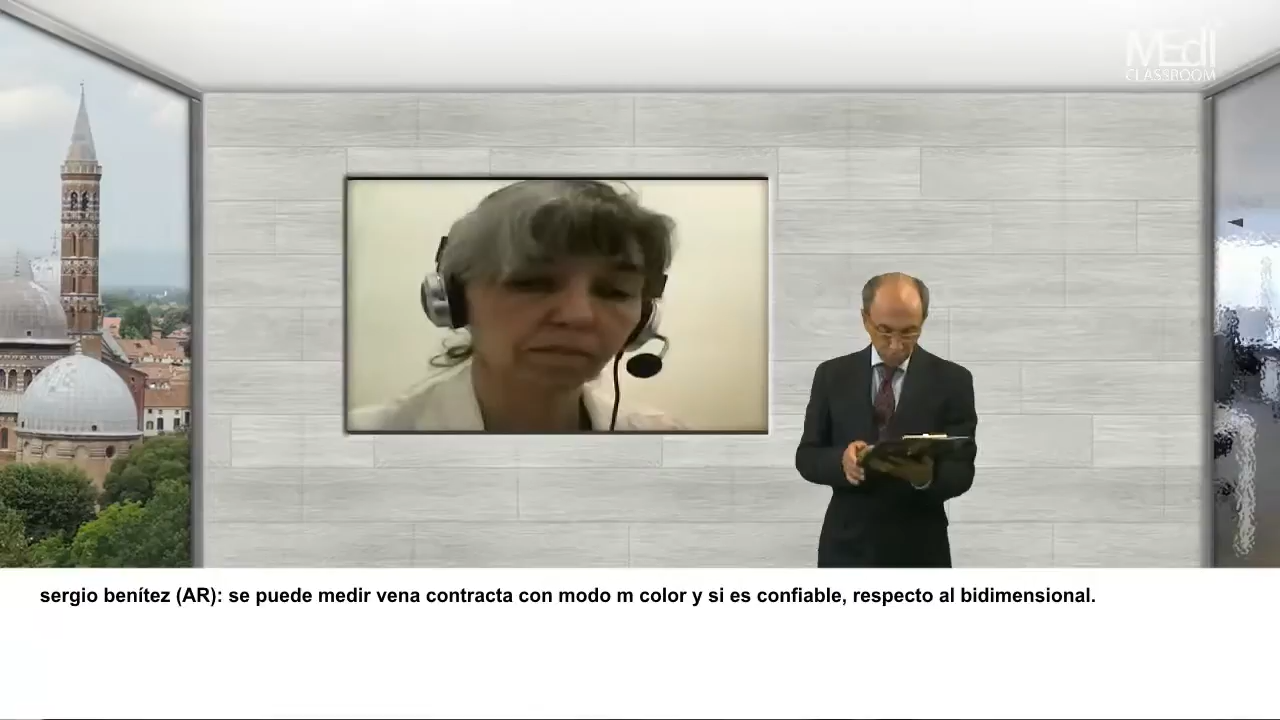 MEdI
CLASSROOM
sergio benítez (AR): se puede medir vena contracta con modo m color y si es confiable, respecto al bidimensional.